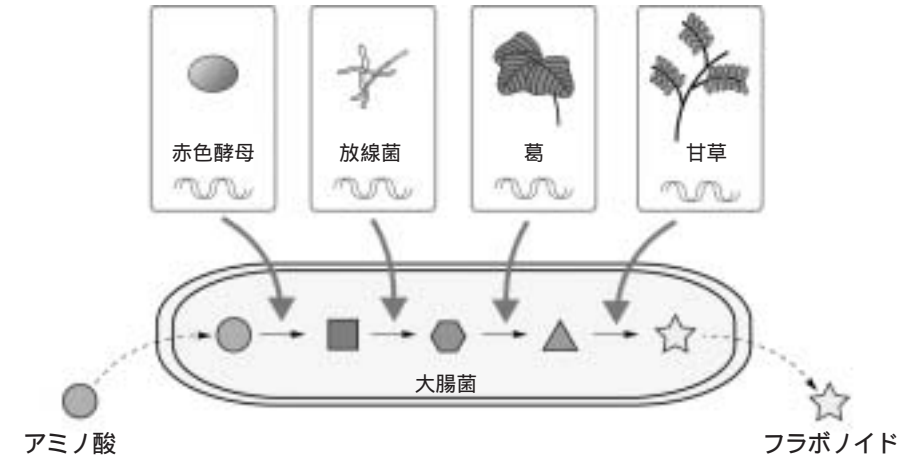 赤色酵母
放線菌
葛
甘草
大腸菌
アミノ酸
フラボノイド